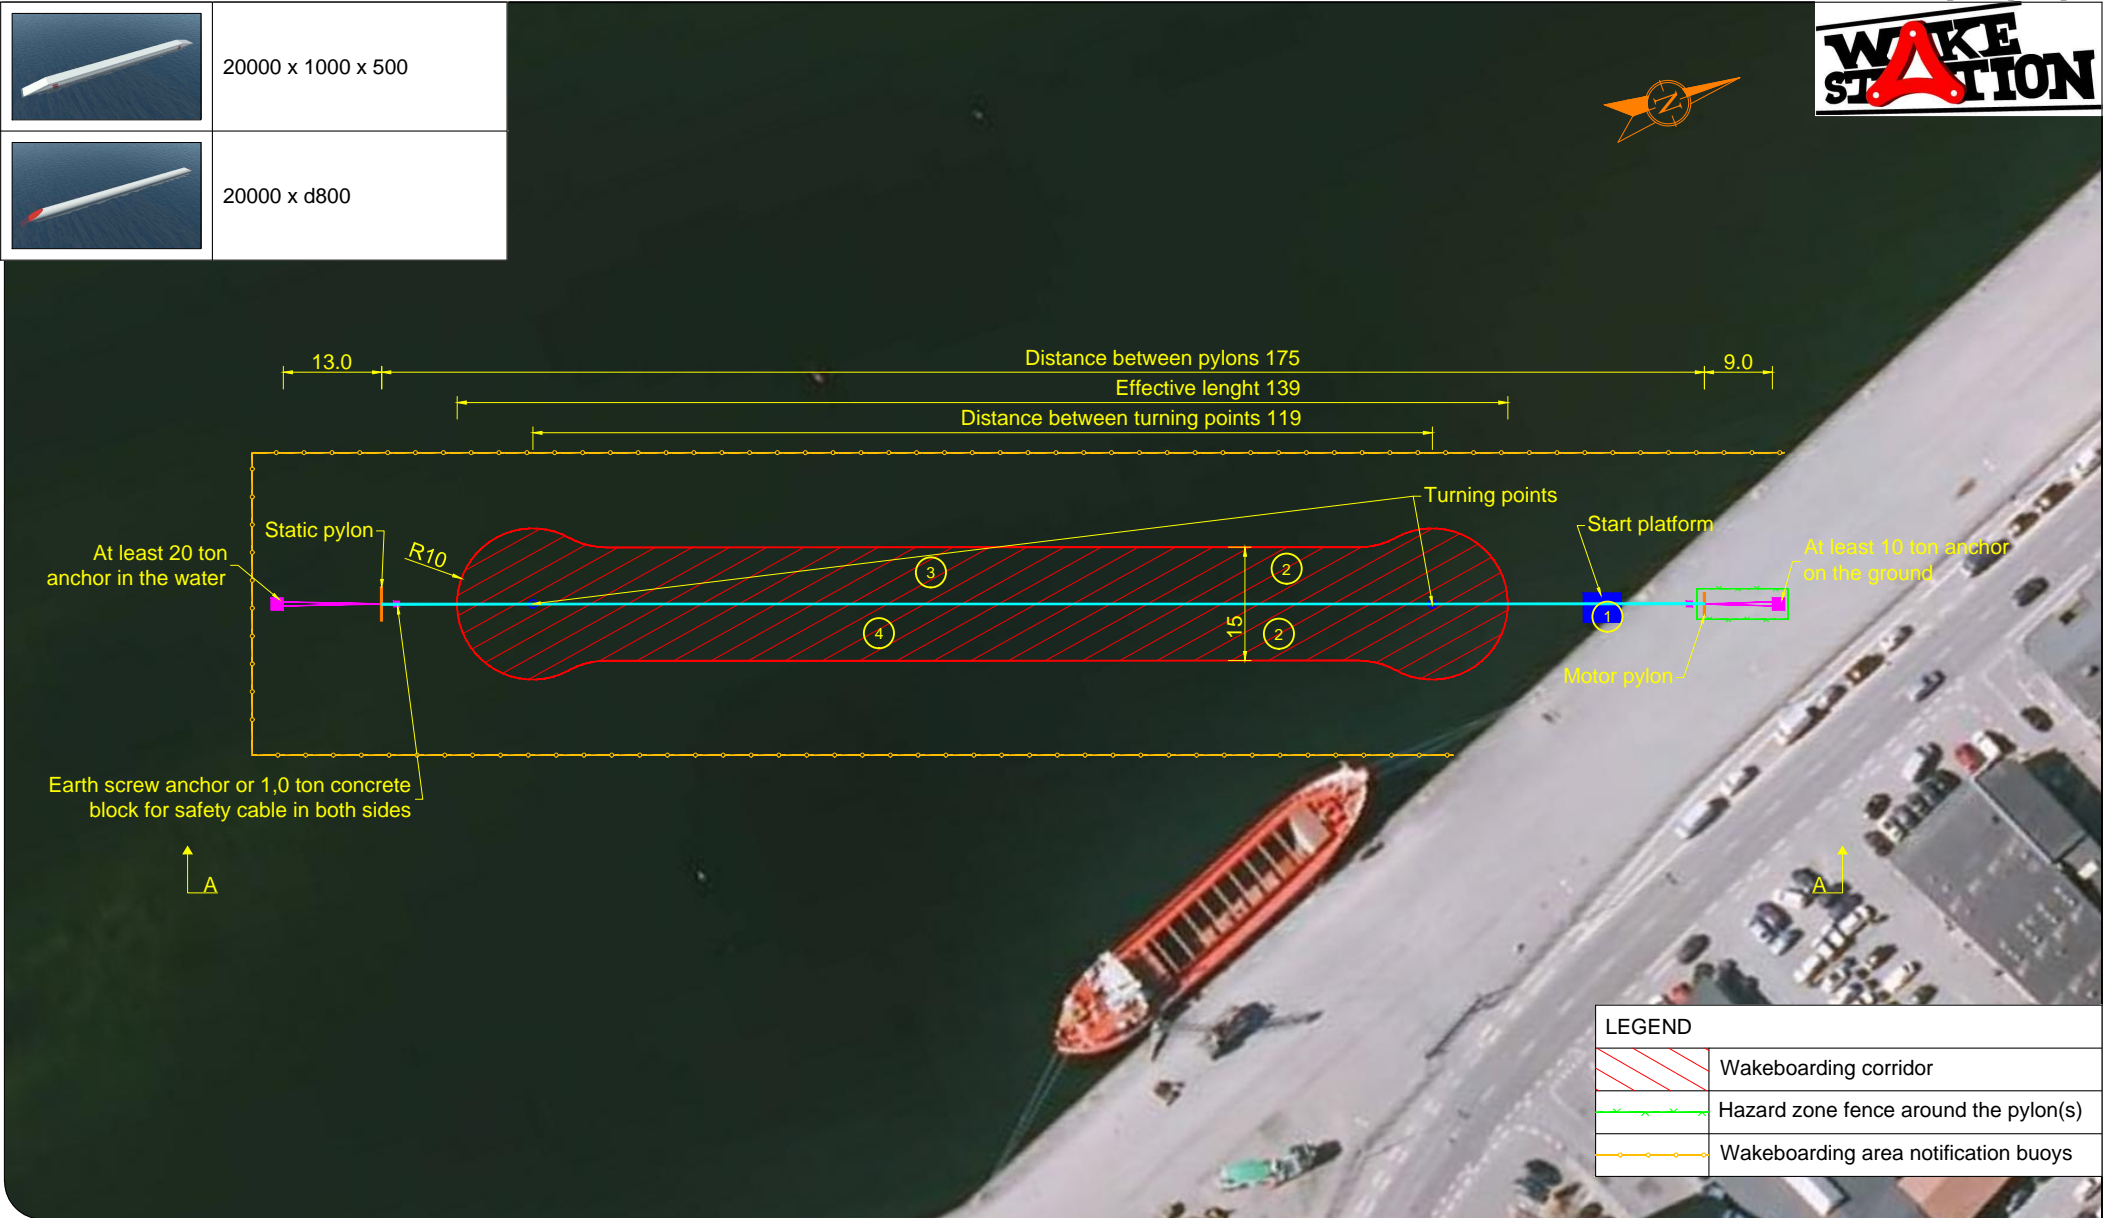 20000 x 1000 x 500
WAKE
STATION
N
20000 x d800
13.0
Distance between pylons 175
9.0
Effective lenght 139
Distance between turning points 119
Turning points
Static pylon
Start platform
At least 20 ton
anchor in the water
R10
At least 10 ton anchor
on the ground
3
2
4
15
2
1
Motor pylon
Earth screw anchor or 1,0 ton concrete
block for safety cable in both sides
A
A
LEGEND
Wakeboarding corridor
Hazard zone fence around the pylon(s)
Wakeboarding area notification buoys